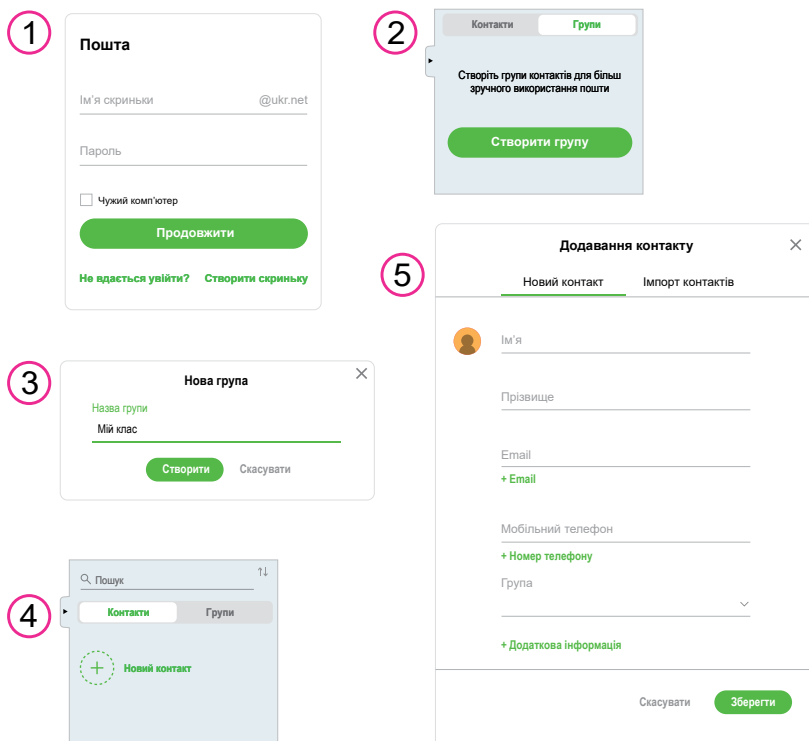 1
Пошта
Ім'я скриньки @ukr.net
Пароль
Чужий комп'ютер
Продовжити
Не вдається увійти? Створити скриньку
2
Контакти Групи
Створіть групи контактів для більш
зручного використання пошти
Створити групу
3
Нова група
Назва групи
Мій клас
Створити Скасувати
4
Пошук
Контакти Групи
Новий контакт
5
Додавання контакту
Новий контакт Імпорт контактів
Ім'я
Прізвище
Email
+ Email
Мобільний телефон
+ Номер телефону
Група
+ Додаткова інформація
Скасувати Зберегти